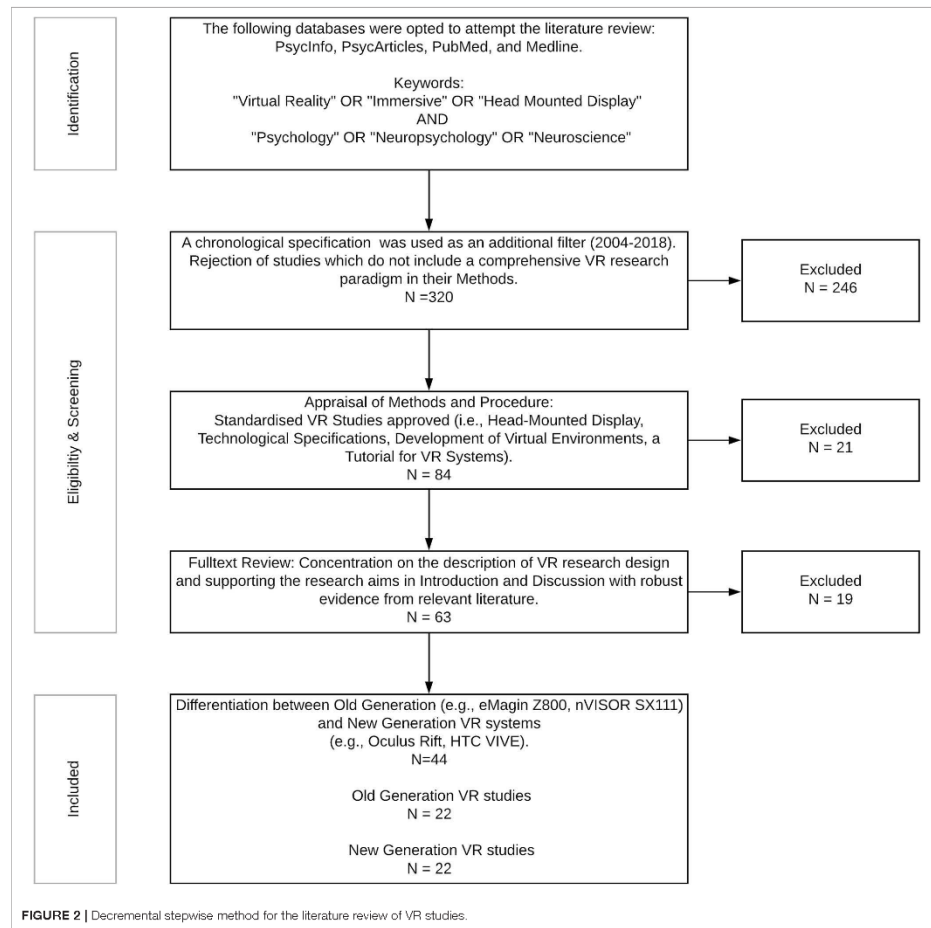 Identification
The following databases were opted to attempt the literature review:
PsycInfo, PsycArticles, PubMed, and Medline.
Keywords:
"Virtual Reality" OR "Immersive" OR "Head Mounted Display"
AND
"Psychology" OR "Neuropsychology" OR "Neuroscience"
Eligibiltiy & Screening
A chronological specification was used as an additional filter (2004-2018).
Rejection of studies which do not include a comprehensive VR research
paradigm in their Methods.
N =320
Excluded
N = 246
Appraisal of Methods and Procedure:
Standardised VR Studies approved (i.e., Head-Mounted Display,
Technological Specifications, Development of Virtual Environments, a
Tutorial for VR Systems).
N = 84
Excluded
N = 21
Fulltext Review: Concentration on the description of VR research design
and supporting the research aims in Introduction and Discussion with robust
evidence from relevant literature.
N = 63
Excluded
N = 19
Included
Differentiation between Old Generation (e.g., eMagin Z800, nVISOR SX111)
and New Generation VR systems
(e.g., Oculus Rift, HTC VIVE).
N=44
Old Generation VR studies
N = 22
New Generation VR studies
N = 22
FIGURE 2 | Decremental stepwise method for the literature review of VR studies.